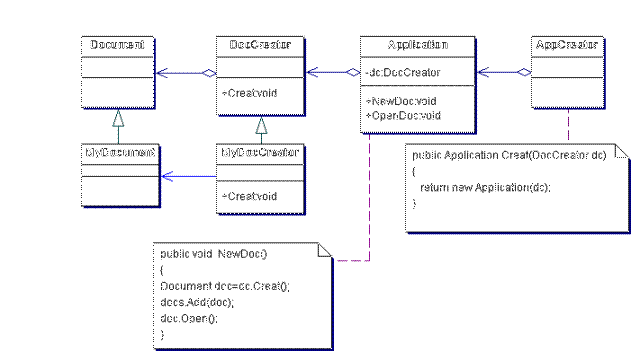 Document
DocCreator
Application
AppCreator
-dc:DocCreator
+Creat:void
+NewDoc:void
+OpenDoc:void
MyDocument
MyDocCreator
+Creat:void
public Application Creat(DocCreator dc)
{
return new Application(dc);
}
public void NewDoc()
{
Document doc=dc.Creat();
docs.Add(doc);
doc.Open();
}